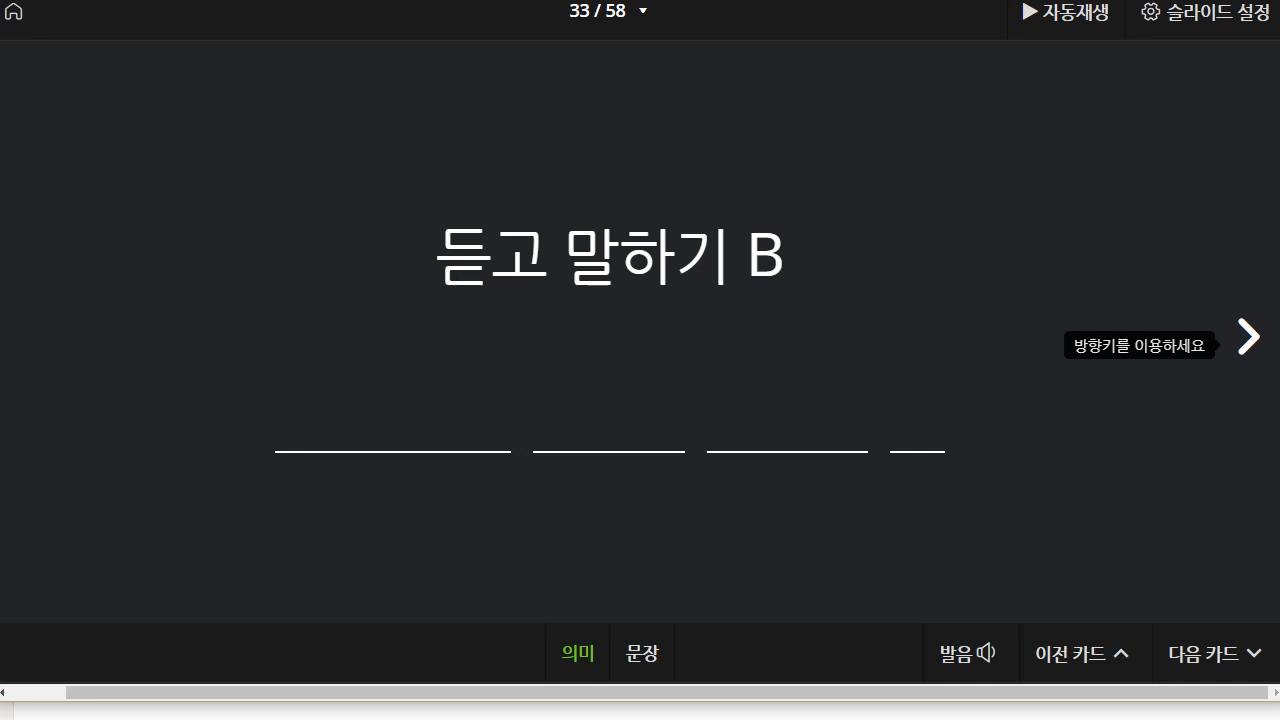 33 / 58
자동재생
슬라이드 설정
듣고 말하기 B
방향키를 이용하세요
의미
문장
발음
이전 카드
다음 카드